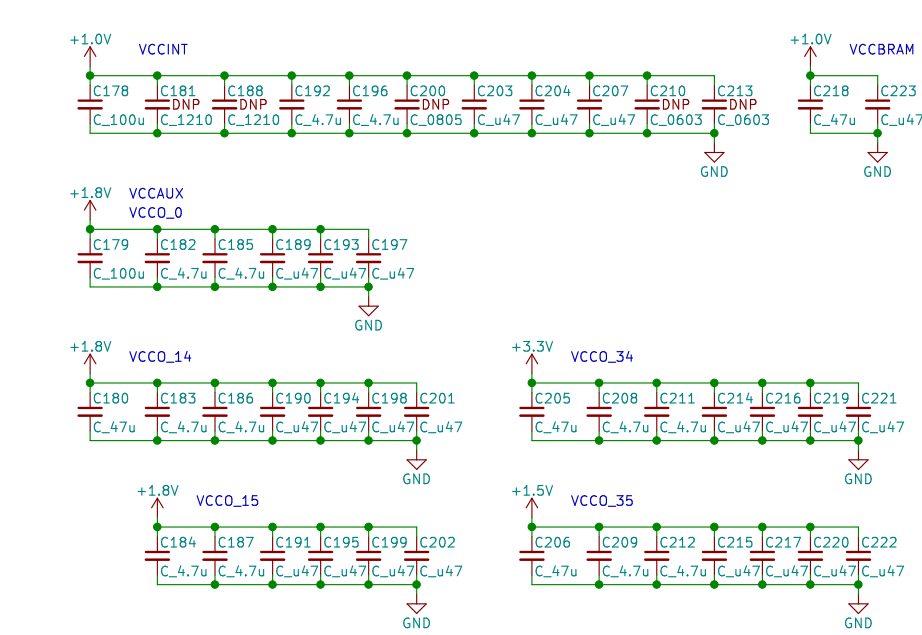 +1.0V VCCINT +1.0V VCCBRAM
C178 C181 C188 C192 C196 C200 C203 C204 C207 C210 C213 C218 C223
DNP DNP DNP DNP DNP
C_100u C_1210 C_1210 C_4.7u C_4.7u C_0805 C_u47 C_u47 C_u47 C_0603 C_0603 C_47u C_u47
GND GND
+1.8V VCCAUX
VCCO_0
C179 C182 C185 C189 C193 C197
C_100u C_4.7u C_4.7u C_u47 C_u47 C_u47
GND
+1.8V VCCO_14 +3.3V VCCO_34
C180 C183 C186 C190 C194 C198 C201 C205 C208 C211 C214 C216 C219 C221
C_47u C_4.7u C_4.7u C_u47 C_u47 C_u47 C_u47 C_47u C_4.7u C_4.7u C_u47 C_u47 C_u47 C_u47
GND GND
+1.8V VCCO_15 +1.5V VCCO_35
C184 C187 C191 C195 C199 C202 C206 C209 C212 C215 C217 C220 C222
C_4.7u C_4.7u C_u47 C_u47 C_u47 C_u47 C_47u C_4.7u C_4.7u C_u47 C_u47 C_u47 C_u47
GND GND